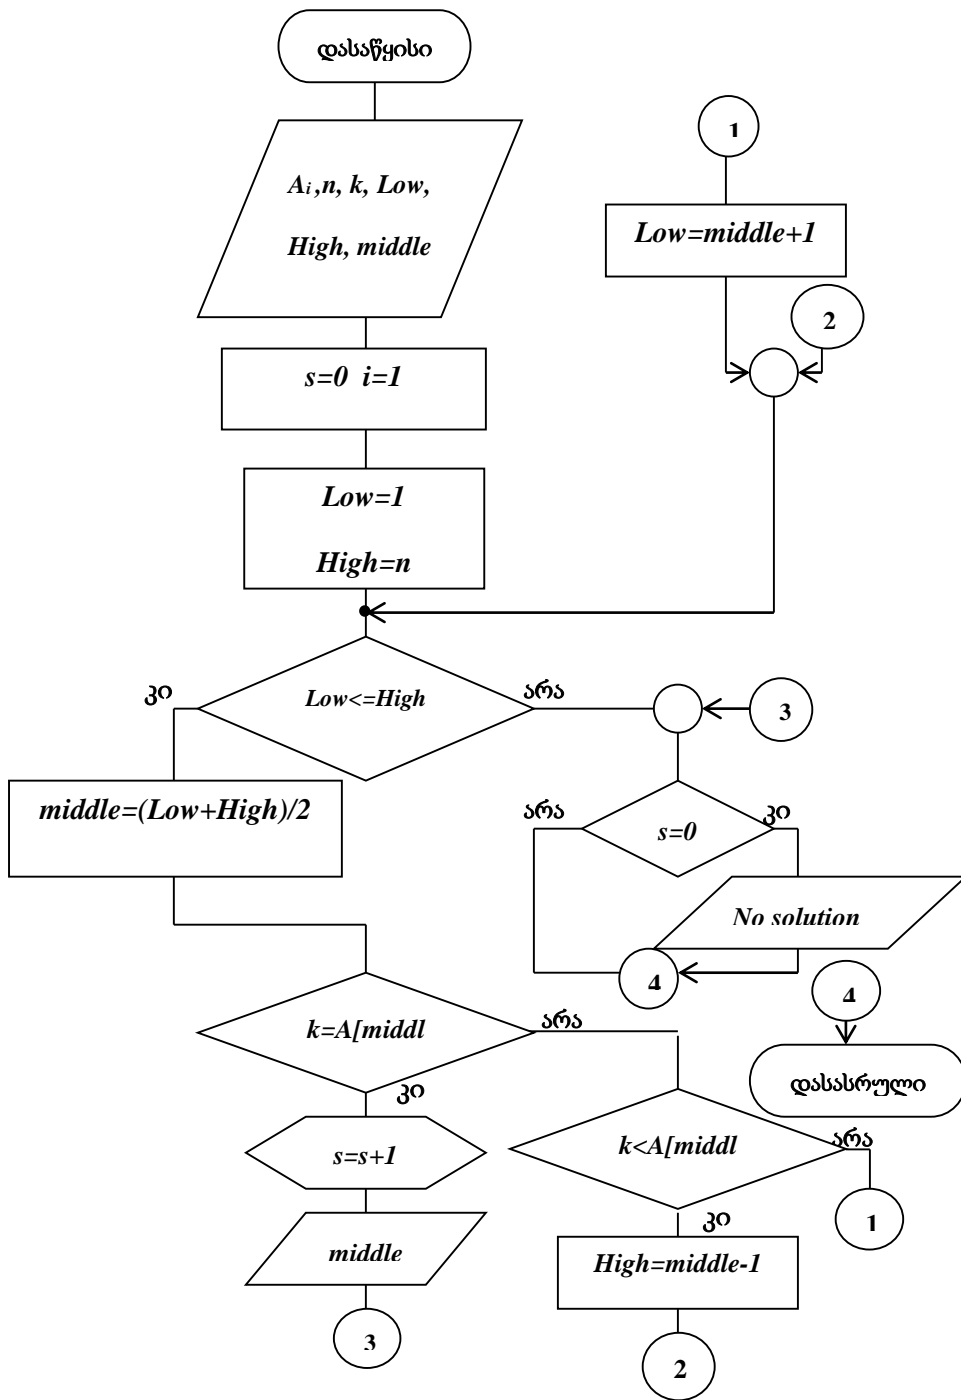 დასაწყისი
Ai ,n, k, Low,
High, middle
s=0 i=1
Low=1
High=n
1
Low=middle+1
2
კი
Low<=High
არა
3
middle=(Low+High)/2
არა
s=0
კი
No solution
4
4
დასასრული
k=A[middl
არა
კი
s=s+1
middle
3
k<A[middl
არა
1
კი
High=middle-1
2